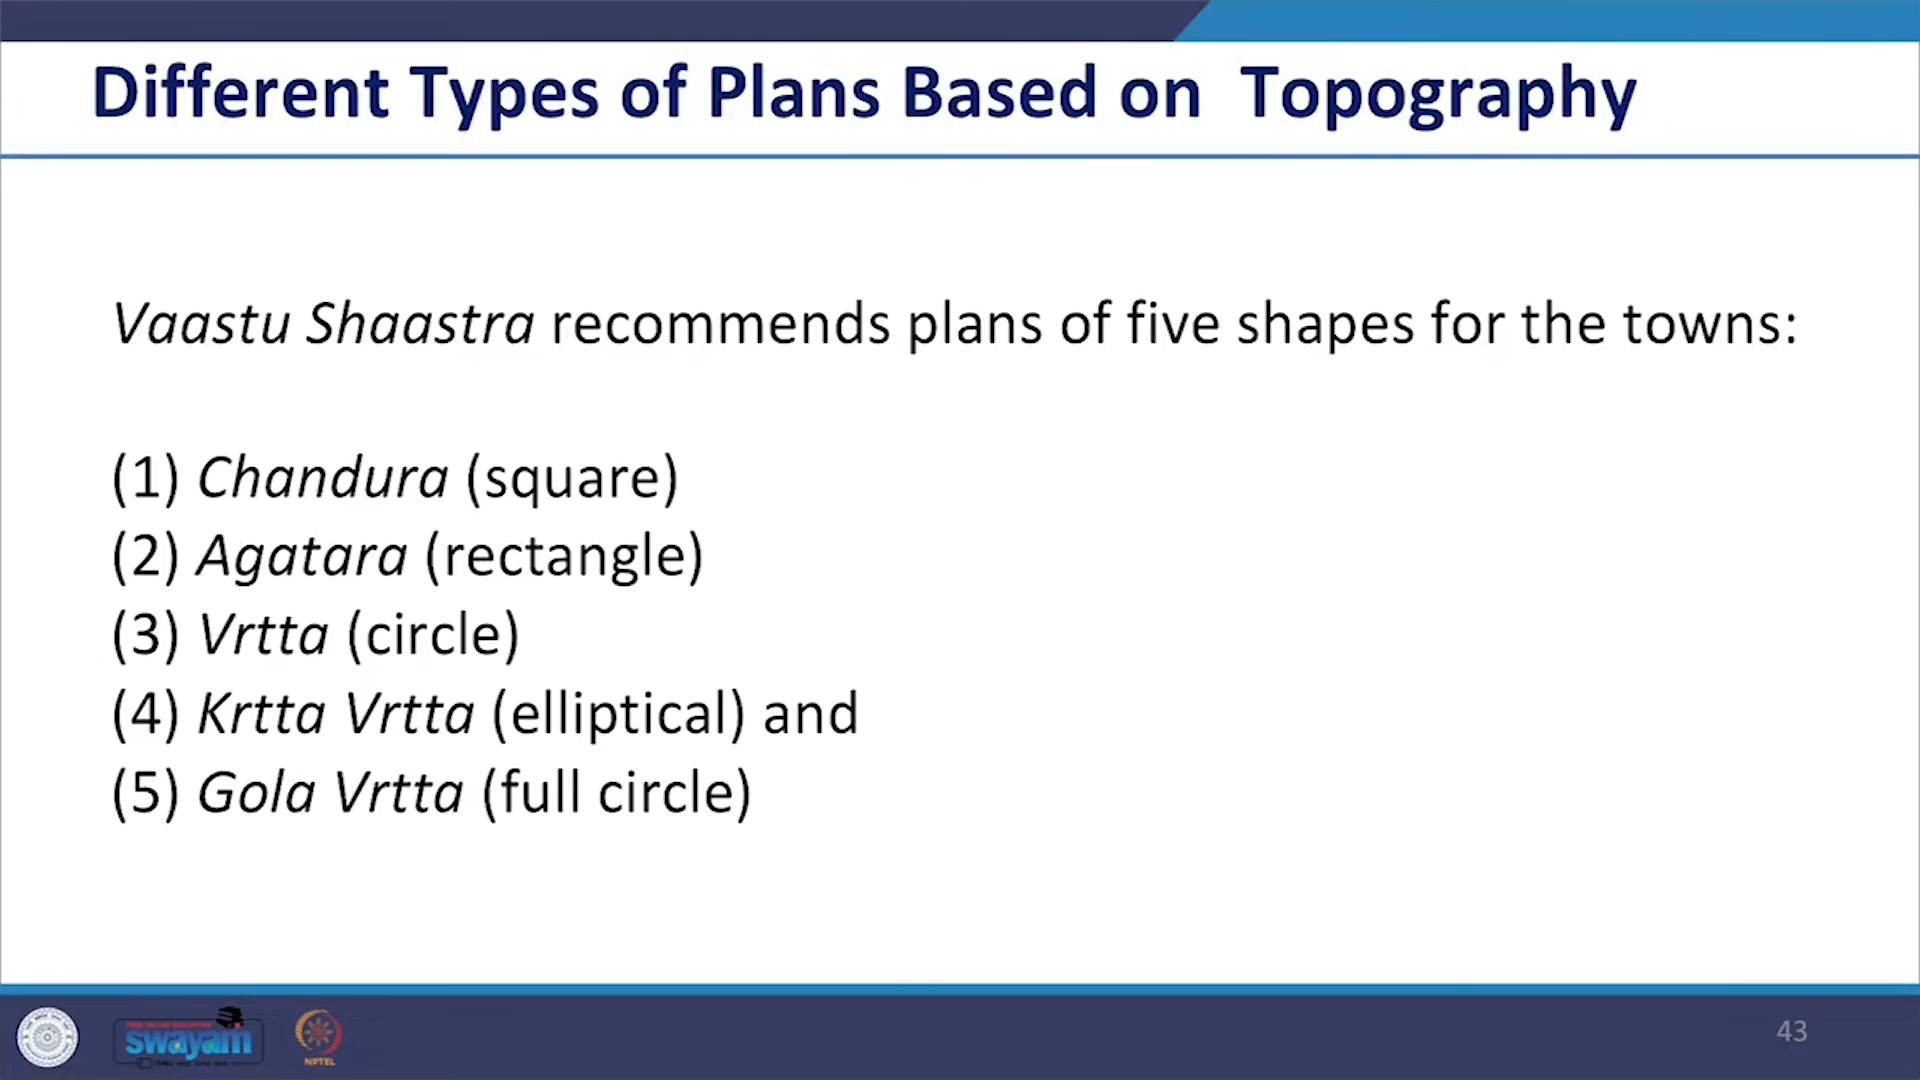 Different Types of Plans Based on Topography
Vaastu Shaastra recommends plans of five shapes for the towns:
(1) Chandura (square)
(2) Agatara (rectangle)
(3) Vrtta (circle)
(4) Krtta Vrtta (elliptical) and
(5) Gola Vrtta (full circle)
swayam
NPTEL
43